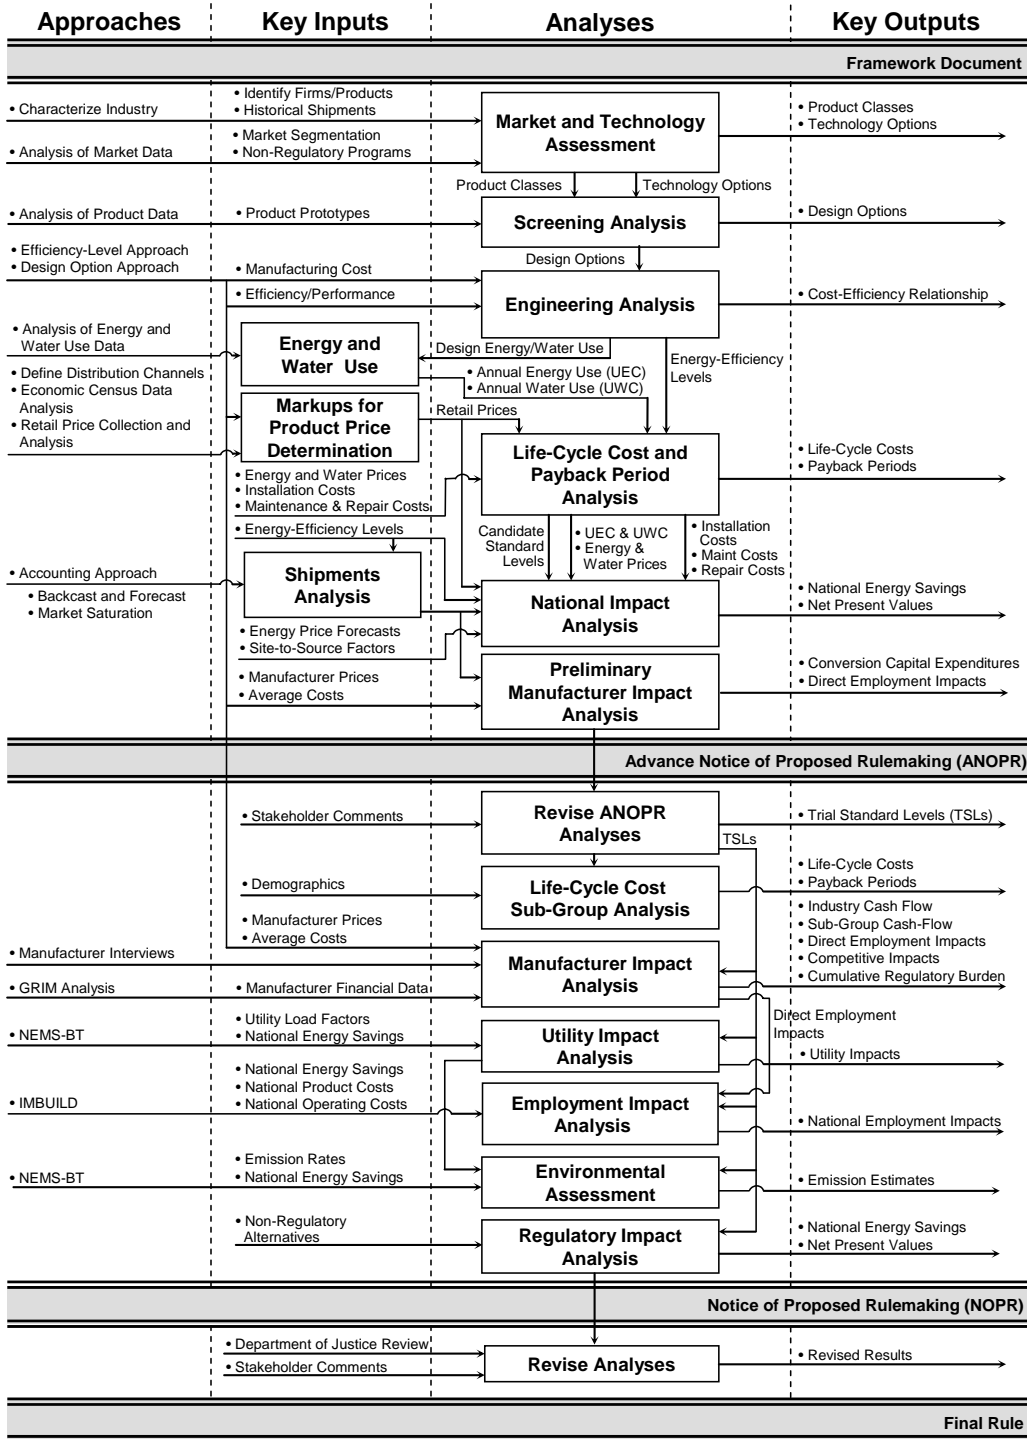 Approaches
Key Inputs
Analyses
Key Outputs
Framework Document
• Characterize Industry
• Analysis of Market Data
• Identify Firms/Products
• Historical Shipments
• Market Segmentation
• Non-Regulatory Programs
Market and Technology
Assessment
• Product Classes
• Technology Options
Product Classes
Technology Options
• Analysis of Product Data
• Product Prototypes
Screening Analysis
• Design Options
• Efficiency-Level Approach
• Design Option Approach
Design Options
• Manufacturing Cost
• Efficiency/Performance
Engineering Analysis
• Cost-Efficiency Relationship
• Analysis of Energy and
Water Use Data
Energy and
Water Use
Design Energy/Water Use
Energy-Efficiency
Levels
• Annual Energy Use (UEC)
• Annual Water Use (UWC)
• Define Distribution Channels
• Economic Census Data
Analysis
• Retail Price Collection and
Analysis
Markups for
Product Price
Determination
Retail Prices
Life-Cycle Cost and
Payback Period
Analysis
• Life-Cycle Costs
• Payback Periods
• Energy and Water Prices
• Installation Costs
• Maintenance & Repair Costs
• Energy-Efficiency Levels
Candidate
Standard
Levels
• UEC & UWC
• Energy &
Water Prices
• Installation
Costs
• Maint Costs
• Repair Costs
• Accounting Approach
• Backcast and Forecast
• Market Saturation
Shipments
Analysis
National Impact
Analysis
• National Energy Savings
• Net Present Values
• Energy Price Forecasts
• Site-to-Source Factors
• Manufacturer Prices
• Average Costs
Preliminary
Manufacturer Impact
Analysis
• Conversion Capital Expenditures
• Direct Employment Impacts
Advance Notice of Proposed Rulemaking (ANOPR)
• Stakeholder Comments
Revise ANOPR
Analyses
• Trial Standard Levels (TSLs)
TSLs
• Demographics
Life-Cycle Cost
Sub-Group Analysis
• Life-Cycle Costs
• Payback Periods
• Manufacturer Prices
• Average Costs
• Industry Cash Flow
• Sub-Group Cash-Flow
• Direct Employment Impacts
• Competitive Impacts
• Cumulative Regulatory Burden
• Manufacturer Interviews
• GRIM Analysis
• Manufacturer Financial Data
Manufacturer Impact
Analysis
Direct Employment
Impacts
• NEMS-BT
• Utility Load Factors
• National Energy Savings
Utility Impact
Analysis
• Utility Impacts
• IMBUILD
• National Energy Savings
• National Product Costs
• National Operating Costs
Employment Impact
Analysis
• National Employment Impacts
• NEMS-BT
• Emission Rates
• National Energy Savings
Environmental
Assessment
• Emission Estimates
• Non-Regulatory
Alternatives
Regulatory Impact
Analysis
• National Energy Savings
• Net Present Values
Notice of Proposed Rulemaking (NOPR)
• Department of Justice Review
• Stakeholder Comments
Revise Analyses
• Revised Results
Final Rule